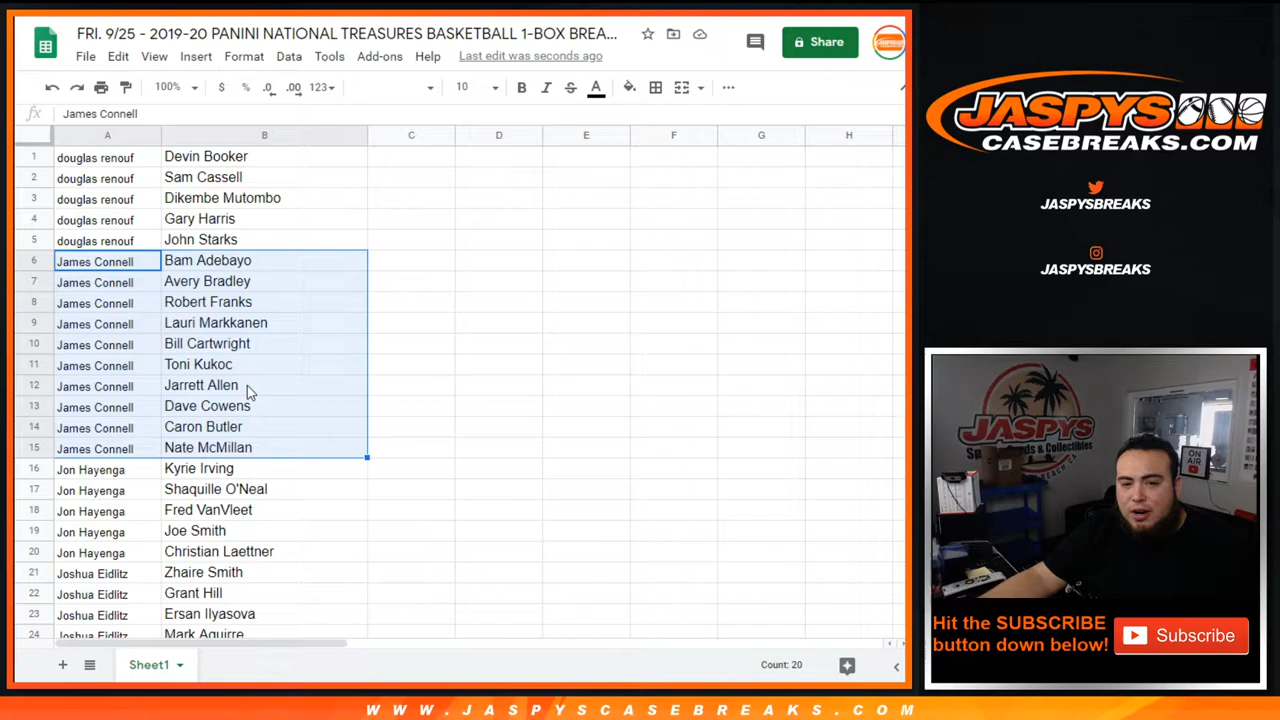 FRI. 9/25 - 2019-20 PANINI NATIONAL TREASURES BASKETBALL 1-BOX BREA...
File Edit View Insert Format Data Tools Add-ons Help Last edit was seconds ago
Share
100% $ % .0 .00 123 10 B I S A
fx James Connell
A B C D E F G H
1 douglas renouf Devin Booker
2 douglas renouf Sam Cassell
3 douglas renouf Dikembe Mutombo
4 douglas renouf Gary Harris
5 douglas renouf John Starks
6 James Connell Bam Adebayo
7 James Connell Avery Bradley
8 James Connell Robert Franks
9 James Connell Lauri Markkanen
10 James Connell Bill Cartwright
11 James Connell Toni Kukoc
12 James Connell Jarrett Allen
13 James Connell Dave Cowens
14 James Connell Caron Butler
15 James Connell Nate McMillan
16 Jon Hayenga Kyrie Irving
17 Jon Hayenga Shaquille O'Neal
18 Jon Hayenga Fred VanVleet
19 Jon Hayenga Joe Smith
20 Jon Hayenga Christian Laettner
21 Joshua Eidlitz Zhaire Smith
22 Joshua Eidlitz Grant Hill
23 Joshua Eidlitz Ersan Ilyasova
24 Joshua Eidlitz Mark Aguirre
Sheet1
Count: 20
JASPYS
CASEBREAKS.COM
JASPYSBREAKS
JASPYSBREAKS
JASPYS
ON AIR
Hit the SUBSCRIBE
button down below!
Subscribe
WWW.JASPYSCASEBREAKS.COM